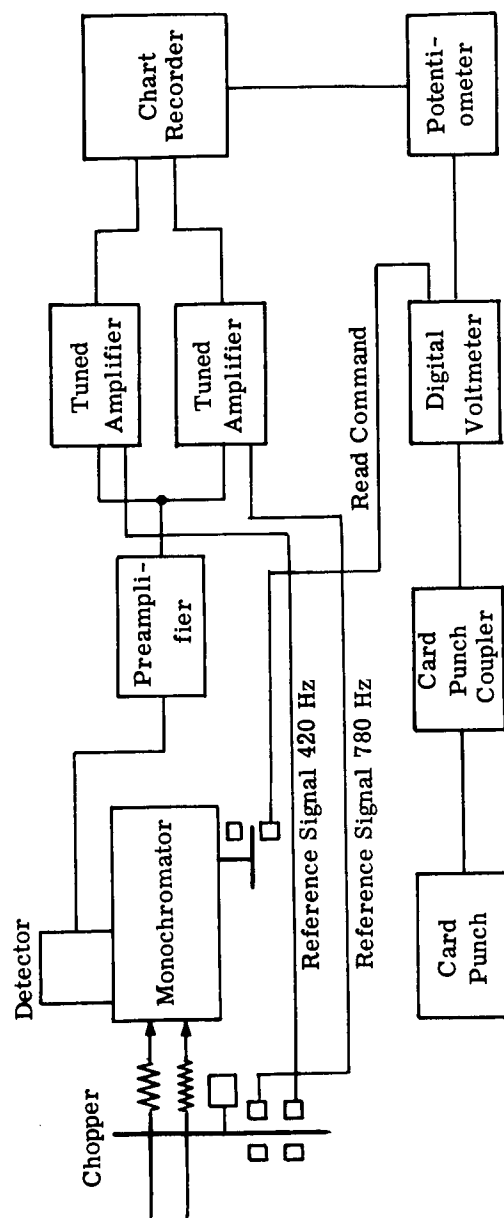 Chopper
Detector
Monochromator
Preampli-
fier
Tuned
Amplifier
Tuned
Amplifier
Chart
Recorder
Reference Signal 420 Hz
Reference Signal 780 Hz
Read Command
Card
Punch
Card
Punch
Coupler
Digital
Voltmeter
Potenti-
ometer